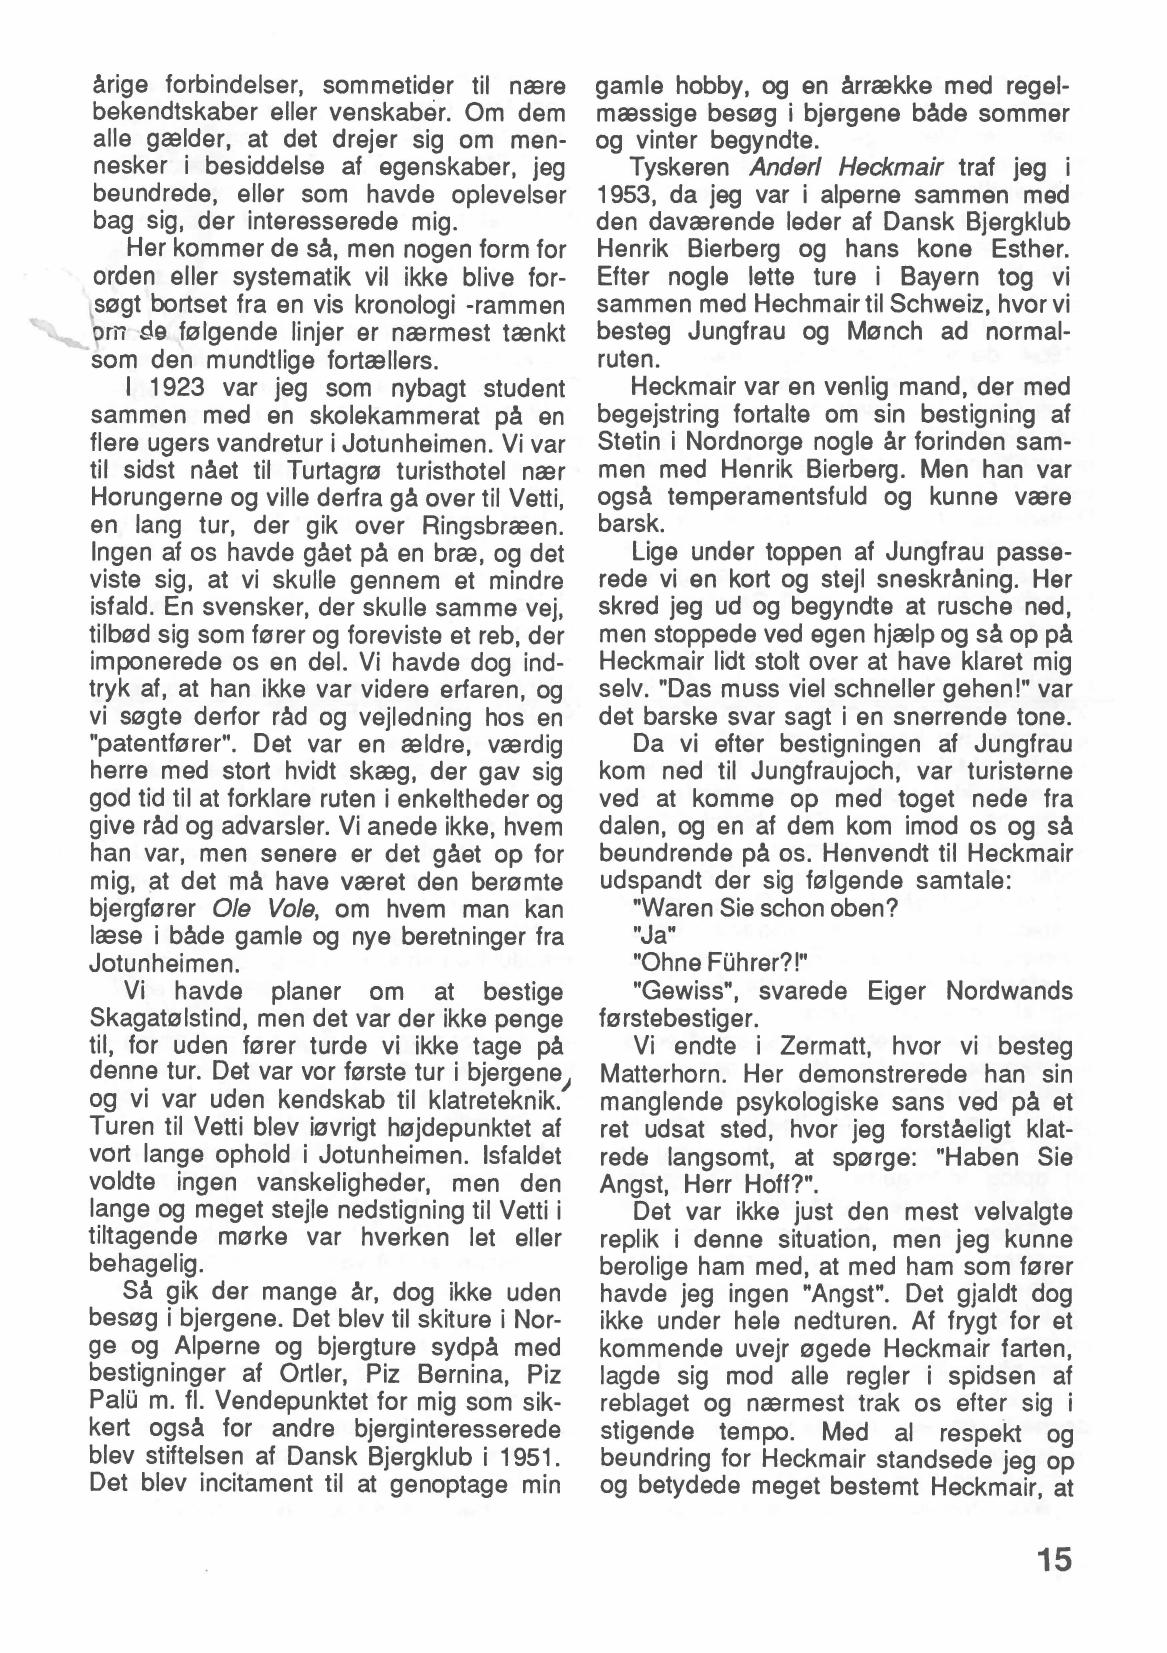 årige forbindelser, sommetider til nære
bekendtskaber eller venskaber. Om dem
alle gælder, at det drejer sig om men-
nesker i besiddelse af egenskaber, jeg
beundrede, eller som havde oplevelser
bag sig, der interesserede mig.
Her kommer de så, men nogen form for
orden eller systematik vil ikke blive for-
søgt bortset fra en vis kronologi -rammen
om de følgende linjer er nærmest tænkt
som den mundtlige fortællers.
I 1923 var jeg som nybagt student
sammen med en skolekammerat på en
flere ugers vandretur i Jotunheimen. Vi var
til sidst nået til Turtagrø turisthotel nær
Horungerne og ville derfra gå over til Vetti,
en lang tur, der gik over Ringsbræen.
Ingen af os havde gået på en bræ, og det
viste sig, at vi skulle gennem et mindre
isfald. En svensker, der skulle samme vej,
tilbød sig som fører og foreviste et reb, der
imponerede os en del. Vi havde dog ind-
tryk af, at han ikke var videre erfaren, og
vi søgte derfor råd og vejledning hos en
"patentfører". Det var en ældre, værdig
herre med stort hvidt skæg, der gav sig
god tid til at forklare ruten i enkeltheder og
give råd og advarsler. Vi anede ikke, hvem
han var, men senere er det gået op for
mig, at det må have været den berømte
bjergfører Ole Vole, om hvem man kan
læse i både gamle og nye beretninger fra
Jotunheimen.
Vi havde planer om at bestige
Skagatølstind, men det var der ikke penge
til, for uden fører turde vi ikke tage på
denne tur. Det var vor første tur i bjergene,
og vi var uden kendskab til klatreteknik.
Turen til Vetti blev iøvrigt højdepunktet af
vort lange ophold i Jotunheimen. Isfaldet
voldte ingen vanskeligheder, men den
lange og meget stejle nedstigning til Vetti i
tiltagende mørke var hverken let eller
behagelig.
Så gik der mange år, dog ikke uden
besøg i bjergene. Det blev til skiture i Nor-
ge og Alperne og bjergture sydpå med
bestigninger af Ortler, Piz Bernina, Piz
Palü m. fl. Vendepunktet for mig som sik-
kert også for andre bjerginteresserede
blev stiftelsen af Dansk Bjergklub i 1951.
Det blev incitament til at genoptage min
gamle hobby, og en årrække med regel-
mæssige besøg i bjergene både sommer
og vinter begyndte.
Tyskeren Anderl Heckmair traf jeg i
1953, da jeg var i alperne sammen med
den daværende leder af Dansk Bjergklub
Henrik Bierberg og hans kone Esther.
Efter nogle lette ture i Bayern tog vi
sammen med Hechmair til Schweiz, hvor vi
besteg Jungfrau og Mønch ad normal-
ruten.
Heckmair var en venlig mand, der med
begejstring fortalte om sin bestigning af
Stetin i Nordnorge nogle år forinden sam-
men med Henrik Bierberg. Men han var
også temperamentsfuld og kunne være
barsk.
Lige under toppen af Jungfrau passe-
rede vi en kort og stejl sneskråning. Her
skred jeg ud og begyndte at rusche ned,
men stoppede ved egen hjælp og så op på
Heckmair lidt stolt over at have klaret mig
selv. "Das muss viel schneller gehen!" var
det barske svar sagt i en snerrende tone.
Da vi efter bestigningen af Jungfrau
kom ned til Jungfraujoch, var turisterne
ved at komme op med toget nede fra
dalen, og en af dem kom imod os og så
beundrende på os. Henvendt til Heckmair
udspandt der sig følgende samtale:
"Waren Sie schon oben?
"Ja"
"Ohne Führer?!"
"Gewiss", svarede Eiger Nordwands
førstebestiger.
Vi endte i Zermatt, hvor vi besteg
Matterhorn. Her demonstrerede han sin
manglende psykologiske sans ved på et
ret udsat sted, hvor jeg forståeligt klat-
rede langsomt, at spørge: "Haben Sie
Angst, Herr Hoff?".
Det var ikke just den mest velvalgte
replik i denne situation, men jeg kunne
berolige ham med, at med ham som fører
havde jeg ingen "Angst". Det gjaldt dog
ikke under hele nedturen. Af frygt for et
kommende uvejr øgede Heckmair farten,
lagde sig mod alle regler i spidsen af
reblaget og nærmest trak os efter sig i
stigende tempo. Med al respekt og
beundring for Heckmair standsede jeg op
og betydede meget bestemt Heckmair, at
15